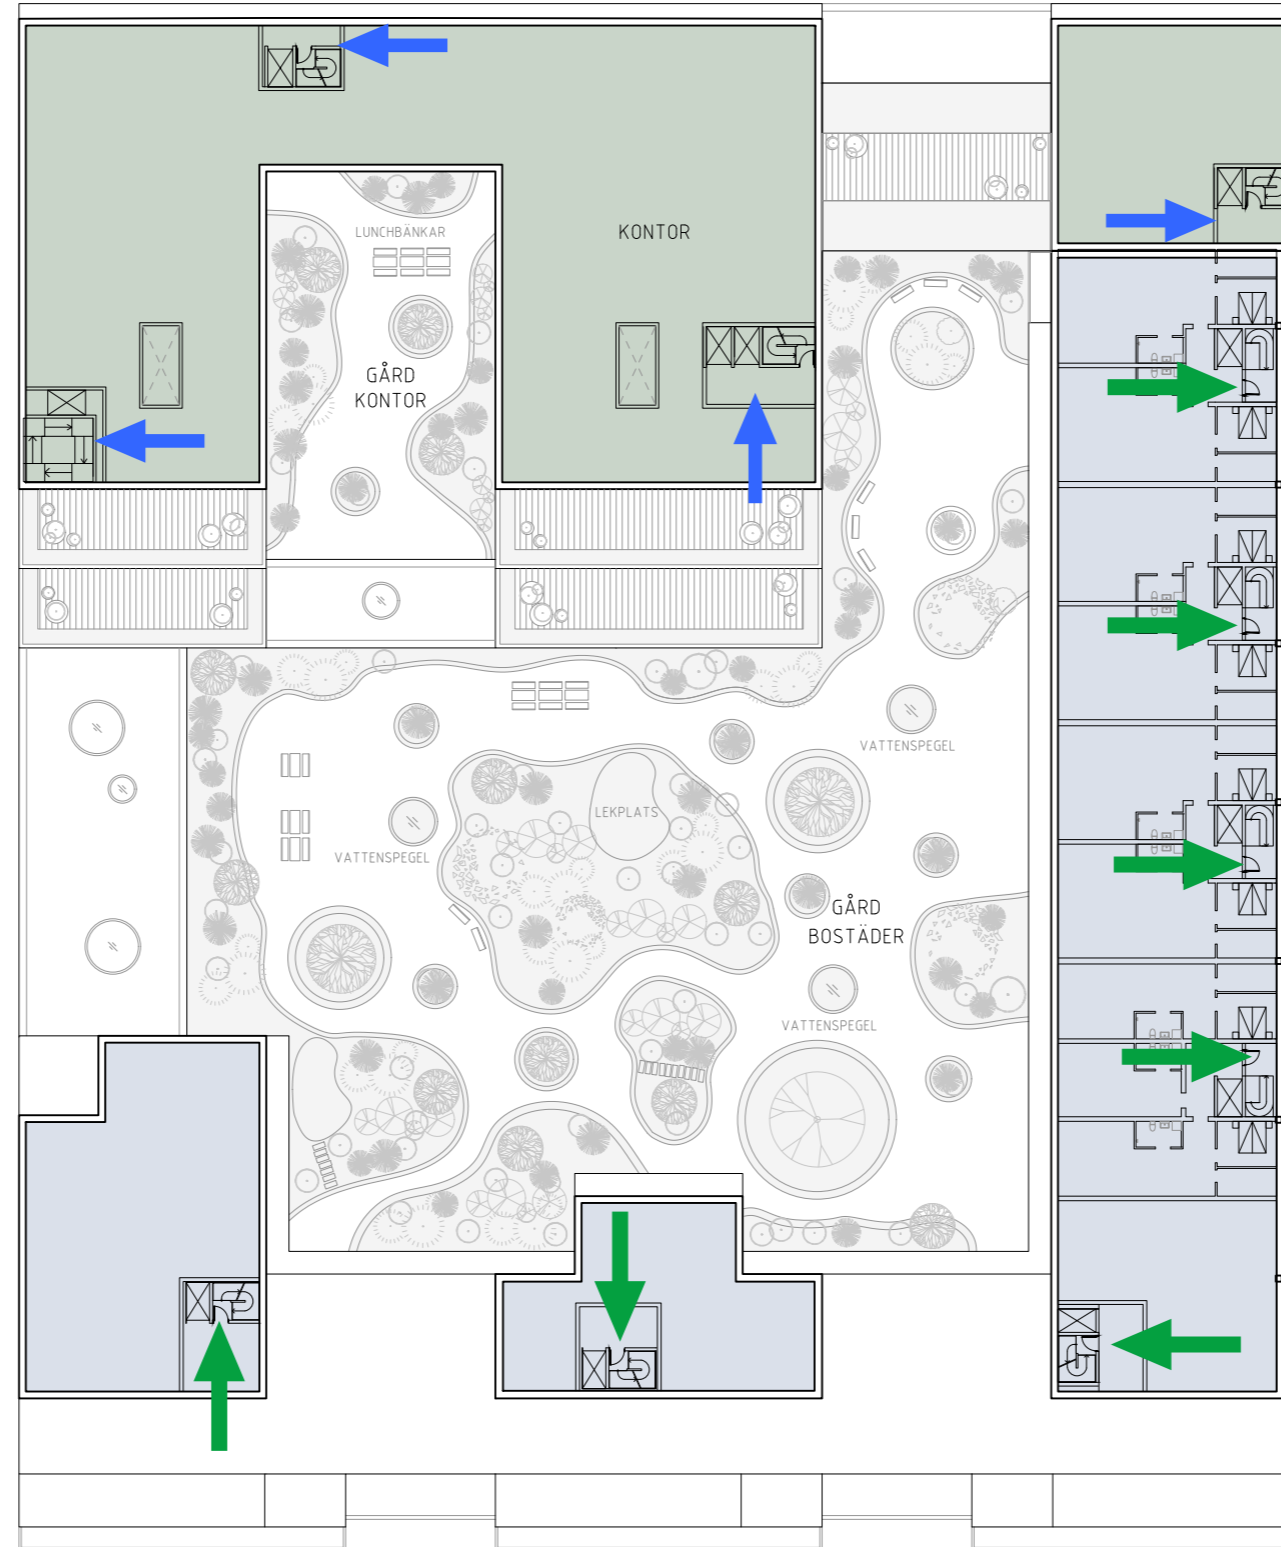 LUNCHBÄNKAR
KONTOR
GÅRD
KONTOR
VATTENSPEGEL
LEKPLATS
VATTENSPEGEL
GÅRD
BOSTÄDER
VATTENSPEGEL